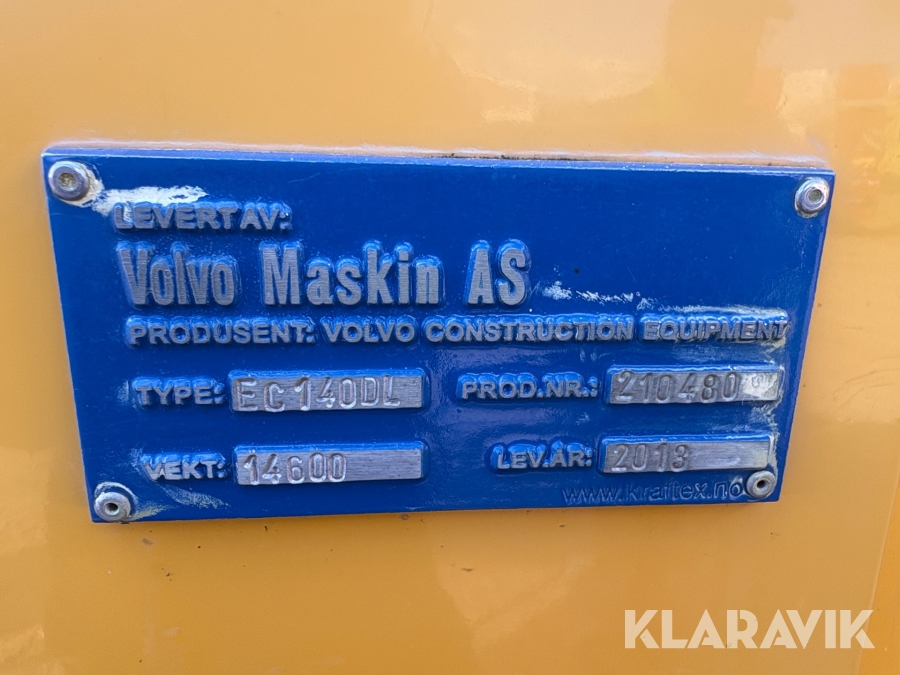 LEVERT AV:
Volvo Maskin AS
PRODUSENT: VOLVO CONSTRUCTION EQUIPMENT
TYPE: EC140DL PROD.NR.: 210480
VEKT: 14600 LEV.ÅR: 2013
www.kraftex.no
KLARAVIK